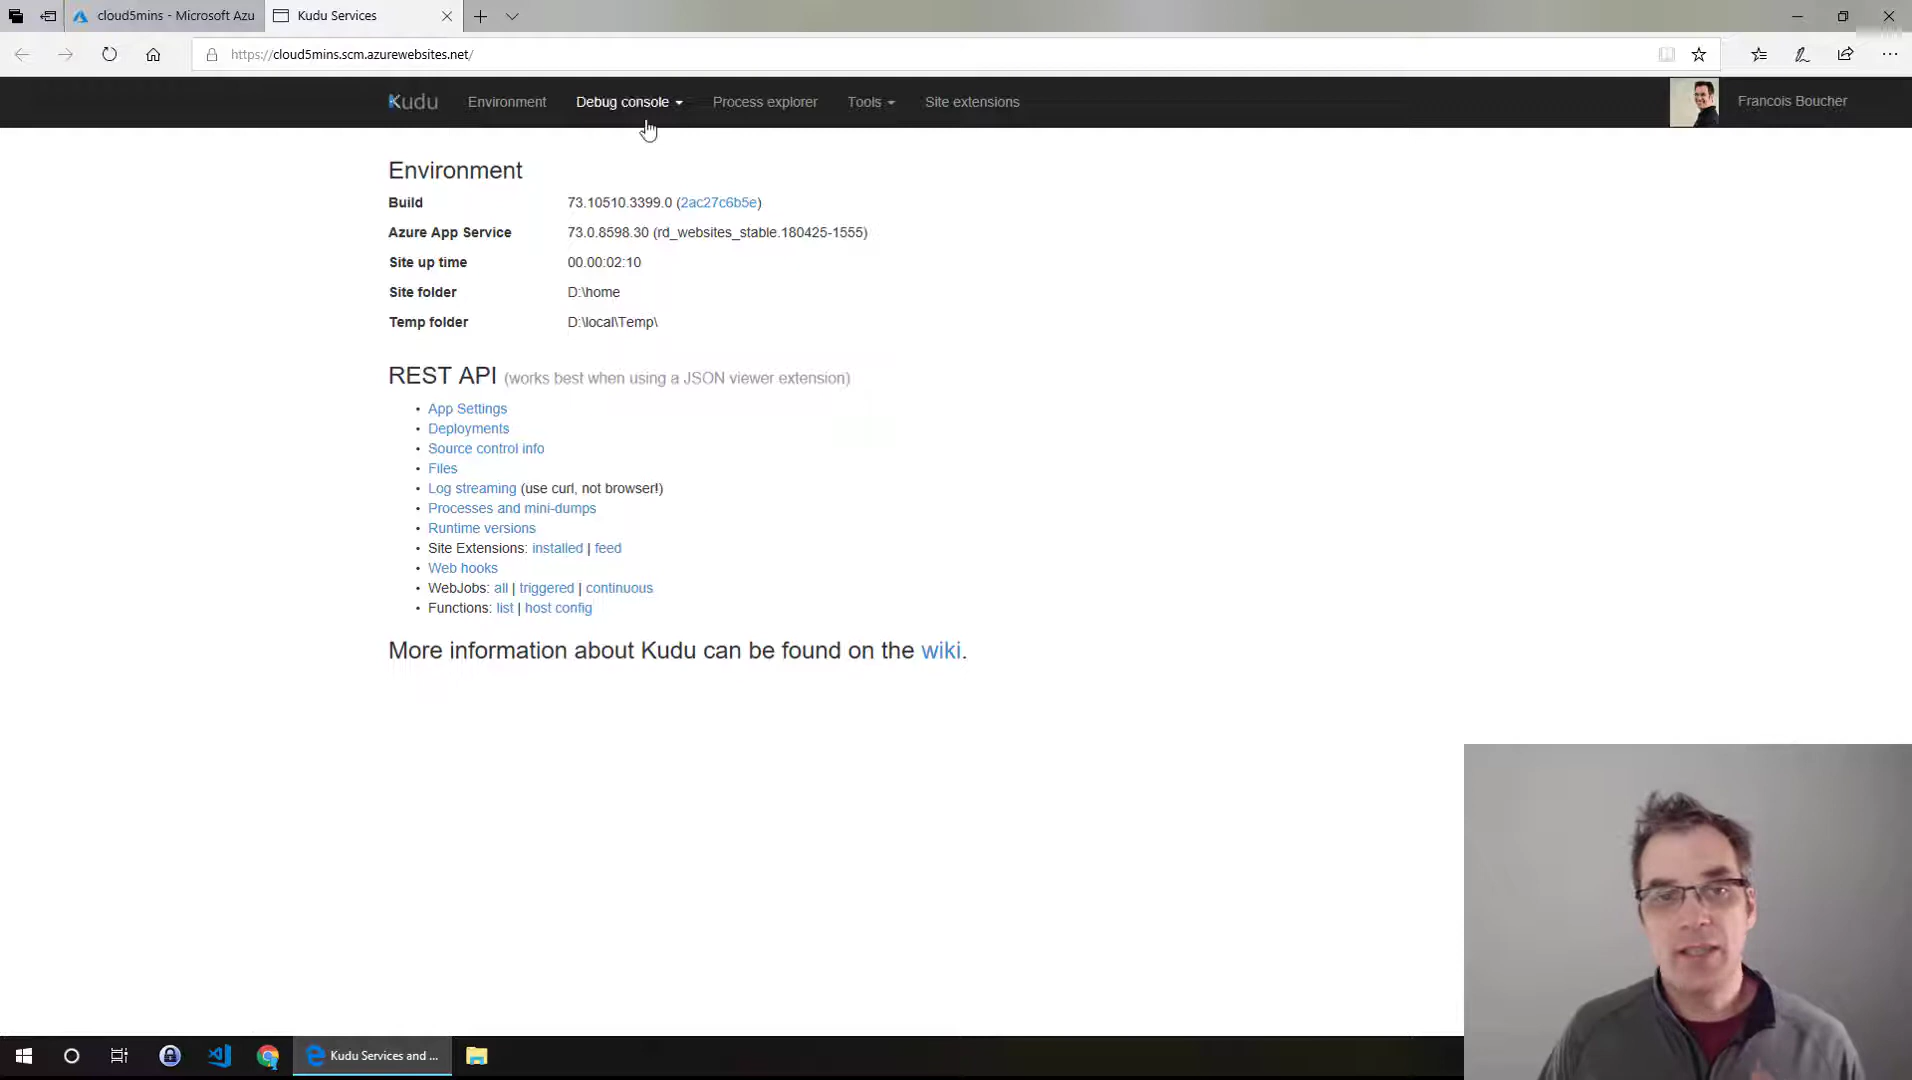 cloud5mins - Microsoft Azu
Kudu Services
https://cloud5mins.scm.azurewebsites.net/
Kudu Environment Debug console Process explorer Tools Site extensions Francois Boucher
Environment
Build 73.10510.3399.0 (2ac27c6b5e)
Azure App Service 73.0.8598.30 (rd_websites_stable.180425-1555)
Site up time 00.00:02:10
Site folder D:\home
Temp folder D:\local\Temp\
REST API (works best when using a JSON viewer extension)
• App Settings
• Deployments
• Source control info
• Files
• Log streaming (use curl, not browser!)
• Processes and mini-dumps
• Runtime versions
• Site Extensions: installed | feed
• Web hooks
• WebJobs: all | triggered | continuous
• Functions: list | host config
More information about Kudu can be found on the wiki.
Kudu Services and ...